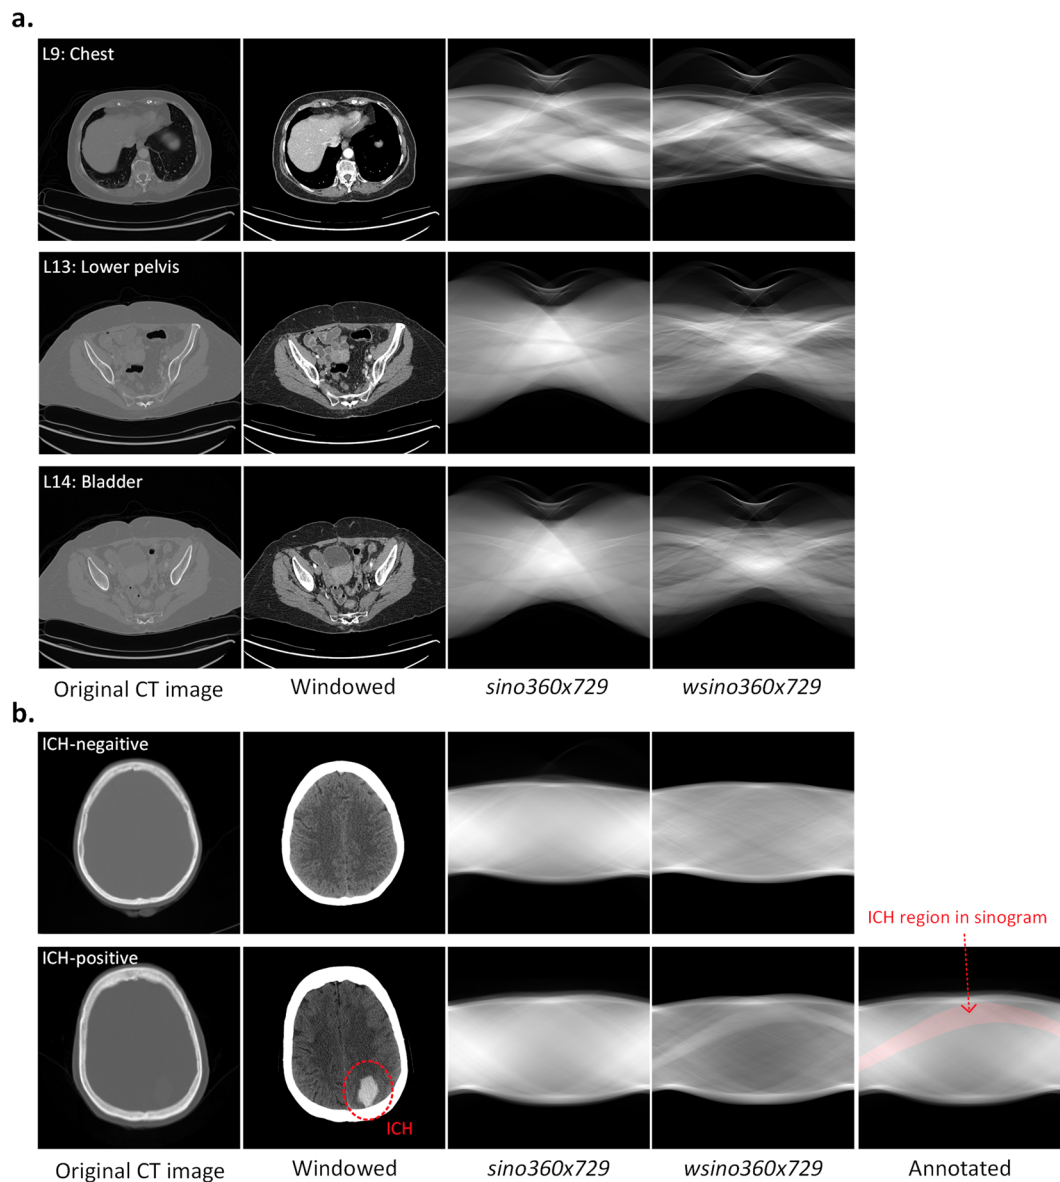 a.
L9: Chest
L13: Lower pelvis
L14: Bladder
Original CT image Windowed sino360x729 wsino360x729
b.
ICH-negaitive
ICH region in sinogram
ICH-positive
ICH
Original CT image Windowed sino360x729 wsino360x729 Annotated